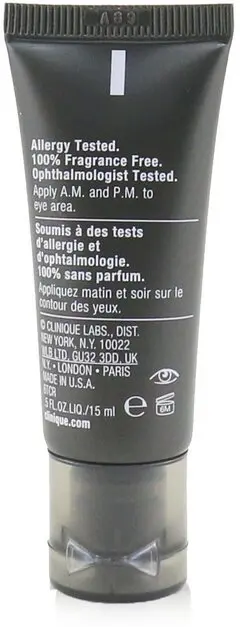 A89
Allergy Tested.
100% Fragrance Free.
Ophthalmologist Tested.
Apply A.M. and P.M. to
eye area.
Soumis à des tests
d'allergie et
d'ophtalmologie.
100% sans parfum.
Appliquez matin et soir sur le
contour des yeux.
© CLINIQUE LABS., DIST.
NEW YORK, N.Y. 10022
WLB LTD, GU32 3DD, UK
N.Y. • LONDON • PARIS
MADE IN U.S.A.
BTCR
.5 FL.OZ.LIQ./15 ml e 6M
clinique.com